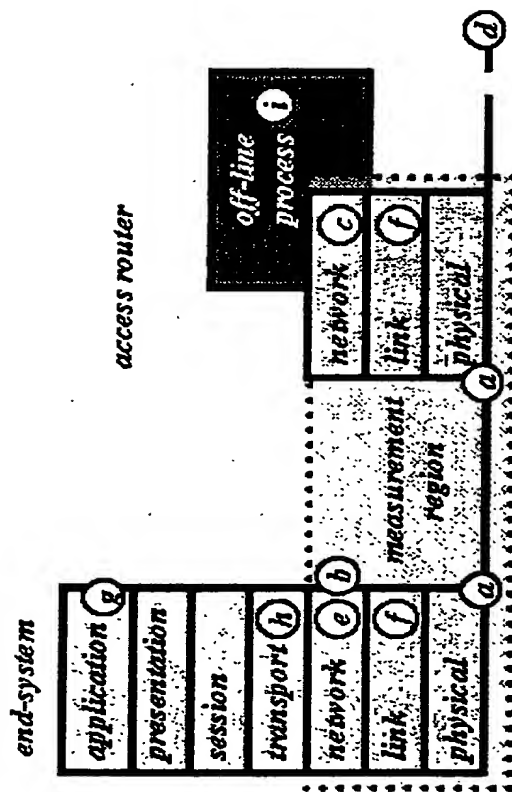 end-system
application g
presentation
session
transport h
network e
b
link f
physical
a
measurement
region
access router
off-line
process i
network c
link f
physical
a
d